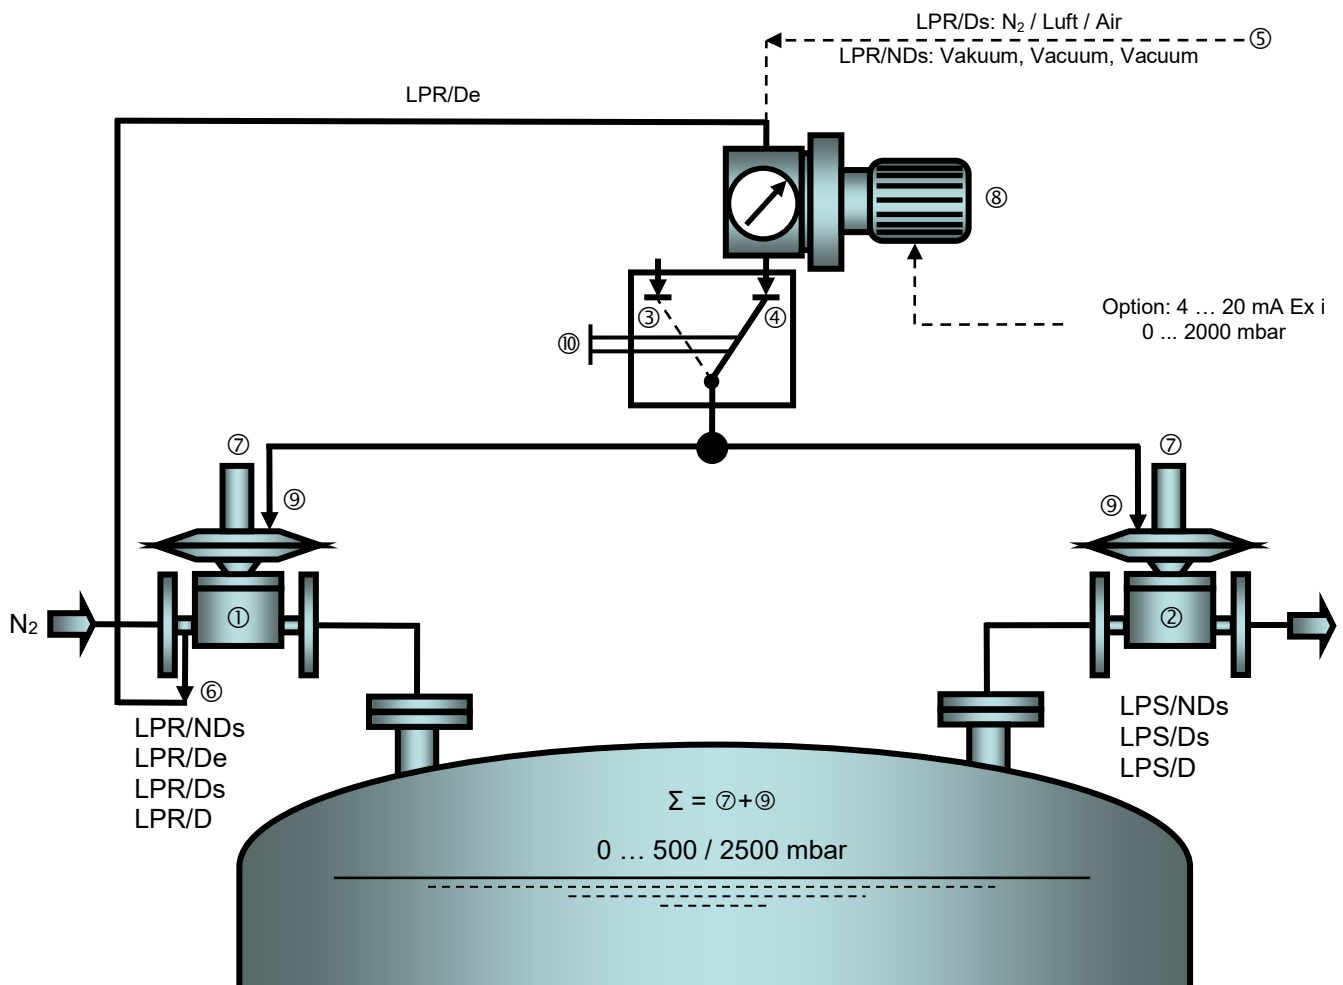 LPR/Ds: N₂ / Luft / Air
⑤
LPR/NDs: Vakuum, Vacuum, Vacuum
LPR/De
⑧
Option: 4 … 20 mA Ex i
0 ... 2000 mbar
③
④
⑩
⑦
⑦
⑨
⑨
N₂
①
②
⑥
LPR/NDs
LPR/De
LPR/Ds
LPR/D
LPS/NDs
LPS/Ds
LPS/D
Σ = ⑦+⑨
0 … 500 / 2500 mbar